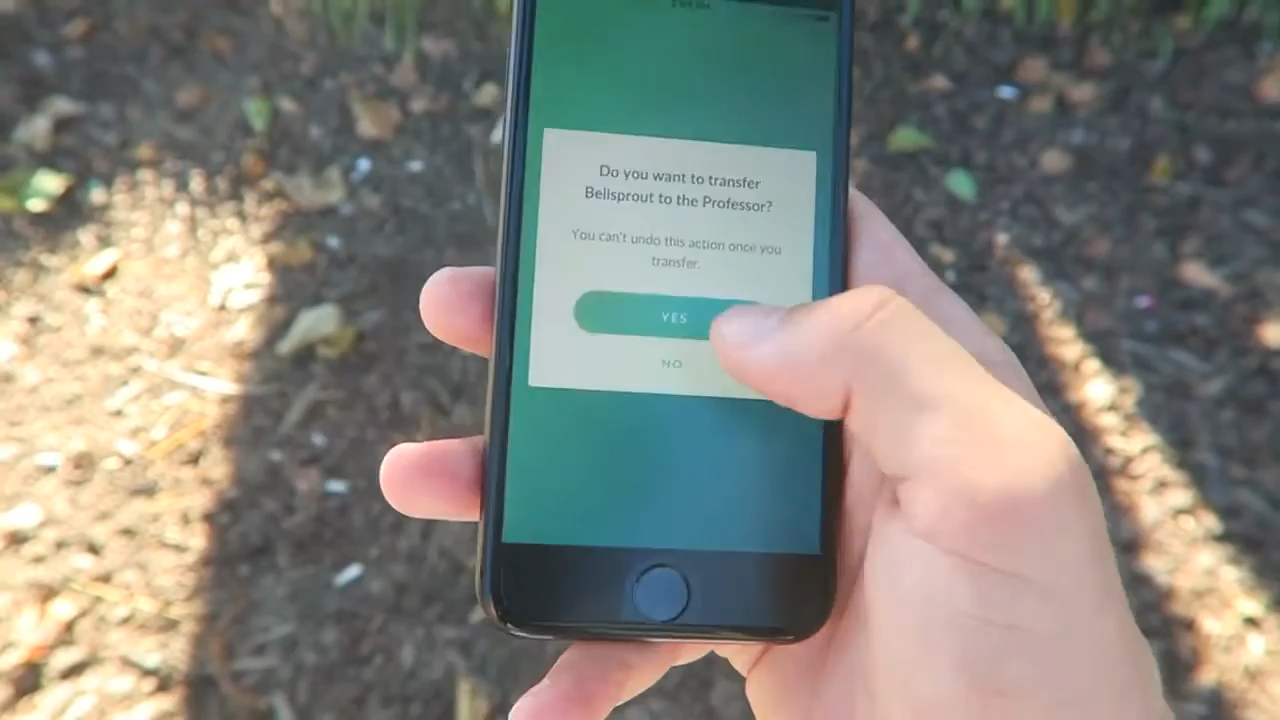 Do you want to transfer
Bellsprout to the Professor?
You can't undo this action once you
transfer.
YES
NO